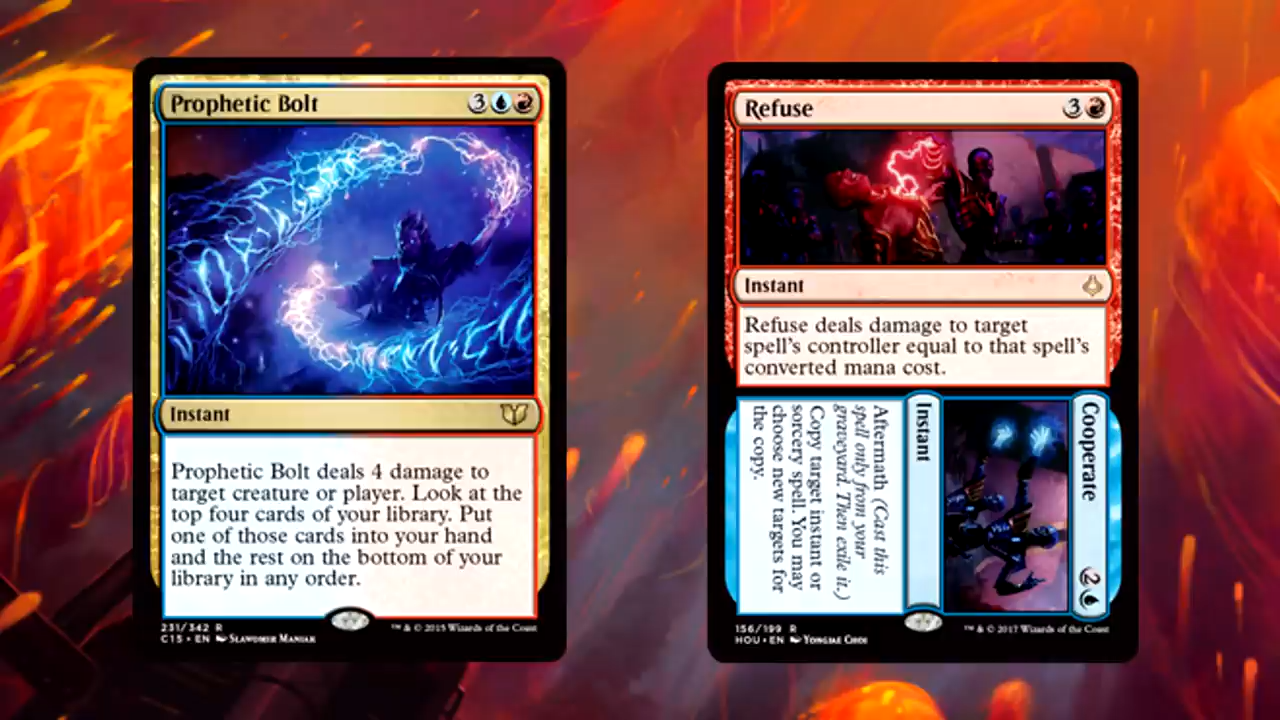 Prophetic Bolt 3
Instant
Prophetic Bolt deals 4 damage to
target creature or player. Look at the
top four cards of your library. Put
one of those cards into your hand
and the rest on the bottom of your
library in any order.
231/342 R
C15 • EN Slawomir Maniak
™ & © 2015 Wizards of the Coast
Refuse 3
Instant
Refuse deals damage to target
spell's controller equal to that spell's
converted mana cost.
Cooperate 2
Instant
Aftermath (Cast this
spell only from your
graveyard. Then exile it.)
Copy target instant or
sorcery spell. You may
choose new targets for
the copy.
156/199 R
HOU • EN Yongjae Choi
™ & © 2017 Wizards of the Coast